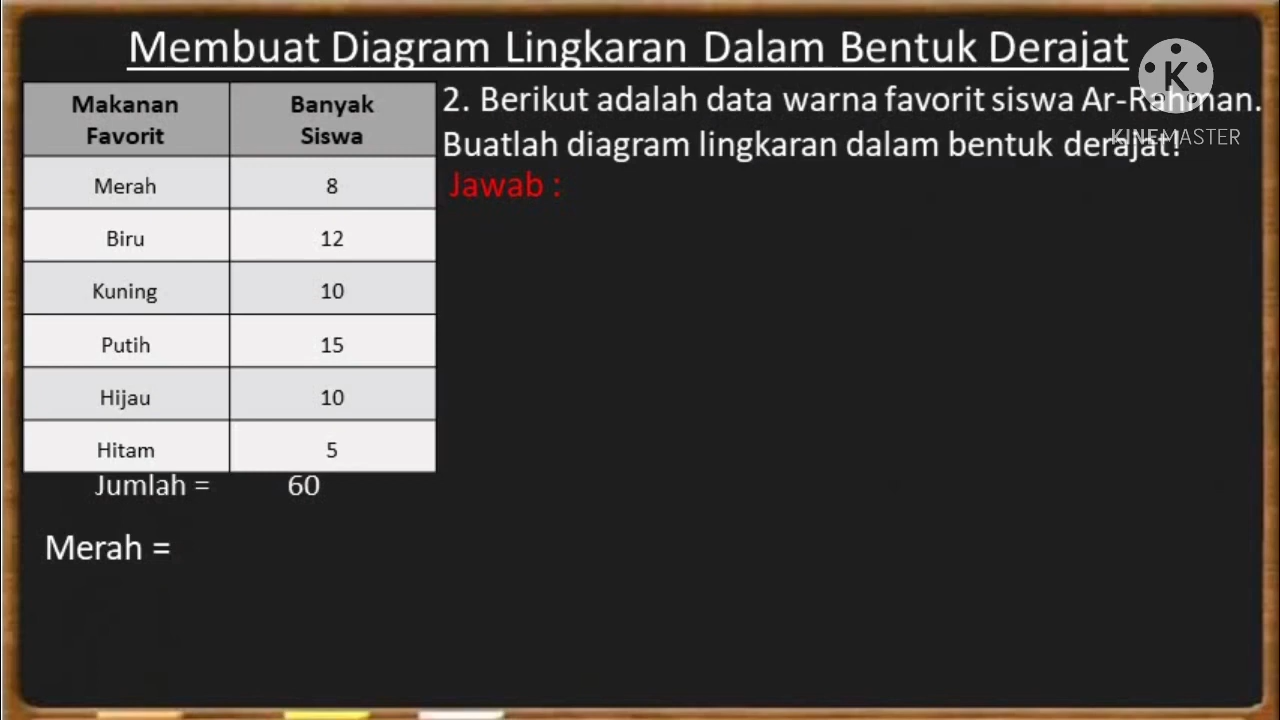 Membuat Diagram Lingkaran Dalam Bentuk Derajat
Makanan Favorit Banyak Siswa
Merah 8
Biru 12
Kuning 10
Putih 15
Hijau 10
Hitam 5
Jumlah = 60
Merah =
2. Berikut adalah data warna favorit siswa Ar-Rahman.
Buatlah diagram lingkaran dalam bentuk derajat!
Jawab :
K
KINEMASTER